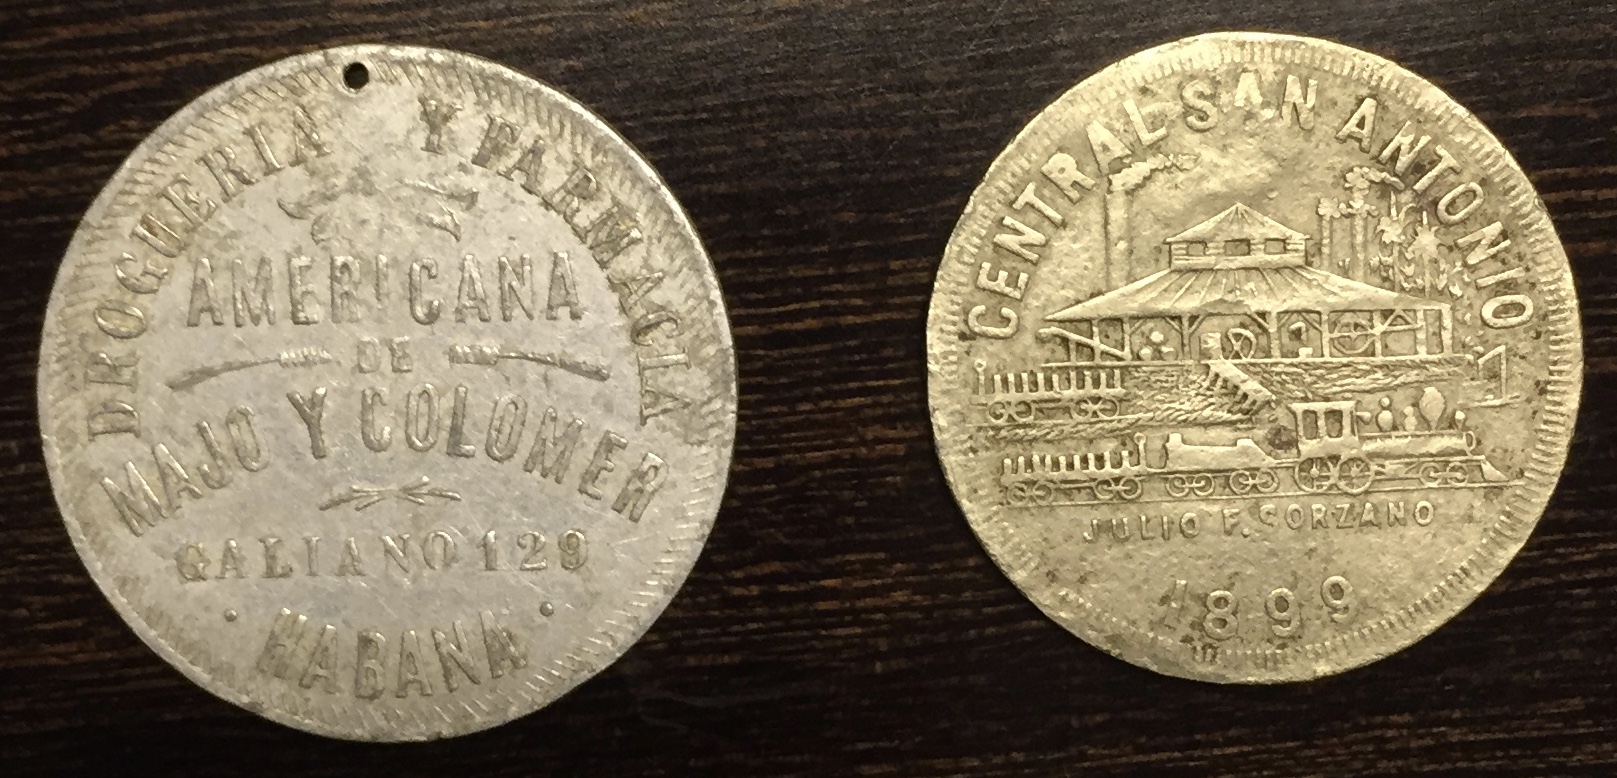 DROGUERIA Y FARMACIA
AMERICANA
DE
MAJO Y COLOMER
GALIANO 129
· HABANA ·
CENTRAL SAN ANTONIO
JULIO F. SORZANO
1899